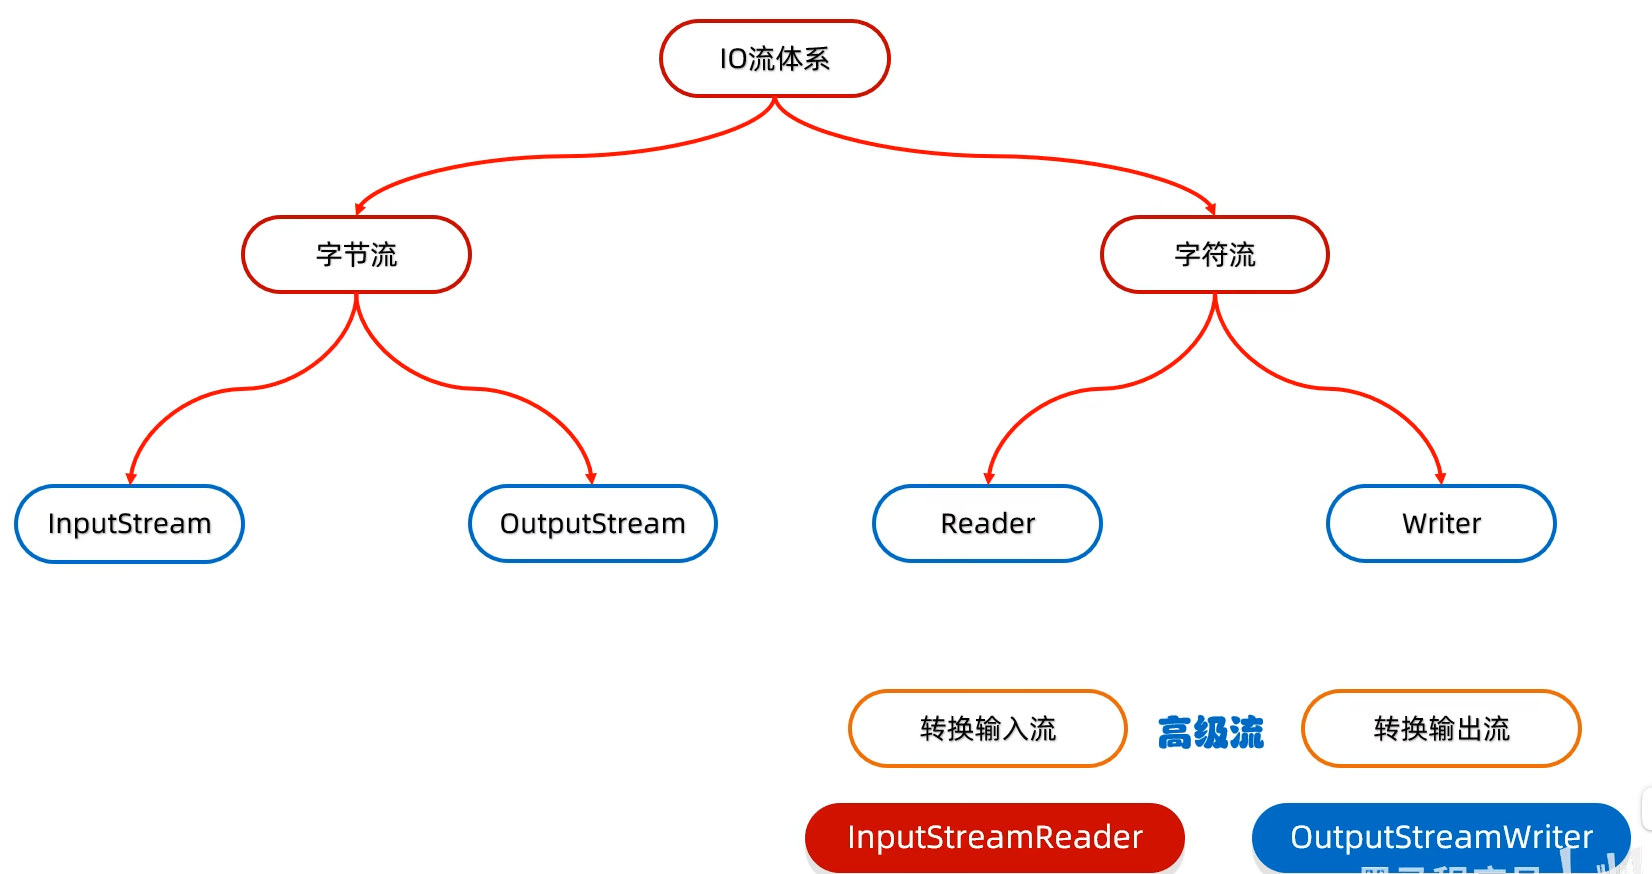 IO流体系
字节流
字符流
InputStream
OutputStream
Reader
Writer
转换输入流
高级流
转换输出流
InputStreamReader
OutputStreamWriter